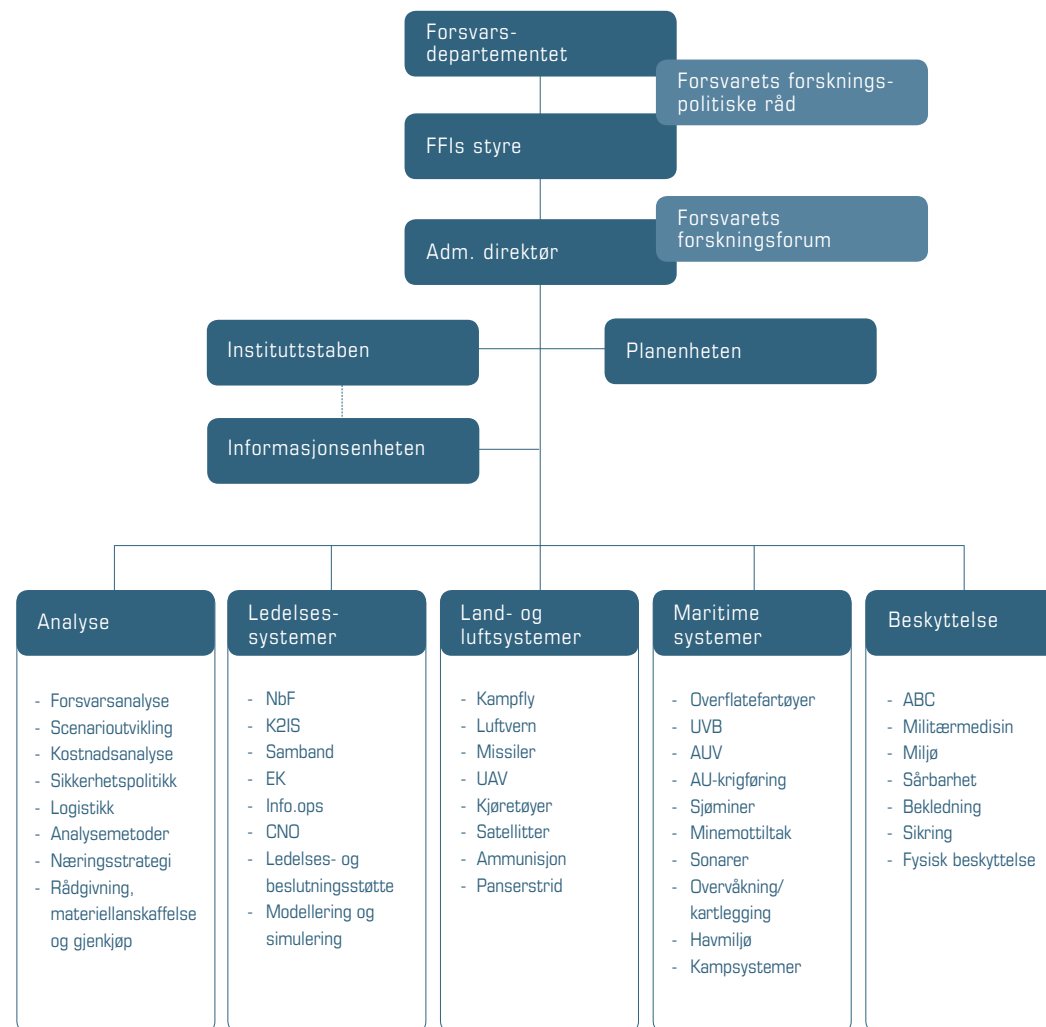 Forsvars-
departementet
Forsvarets forsknings-
politiske råd
FFIs styre
Forsvarets
forskningsforum
Adm. direktør
Instituttstaben
Planenheten
Informasjonsenheten
Analyse
- Forsvarsanalyse
- Scenarioutvikling
- Kostnadsanalyse
- Sikkerhetspolitikk
- Logistikk
- Analysemetoder
- Næringsstrategi
- Rådgivning,
materiellanskaffelse
og gjenkjøp
Ledelses-
systemer
- NbF
- K2IS
- Samband
- EK
- Info.ops
- CNO
- Ledelses- og
beslutningsstøtte
- Modellering og
simulering
Land- og
luftsystemer
- Kampfly
- Luftvern
- Missiler
- UAV
- Kjøretøyer
- Satellitter
- Ammunisjon
- Panserstrid
Maritime
systemer
- Overflatefartøyer
- UVB
- AUV
- AU-krigføring
- Sjøminer
- Minemottiltak
- Sonarer
- Overvåkning/
kartlegging
- Havmiljø
- Kampsystemer
Beskyttelse
- ABC
- Militærmedisin
- Miljø
- Sårbarhet
- Bekledning
- Sikring
- Fysisk beskyttelse